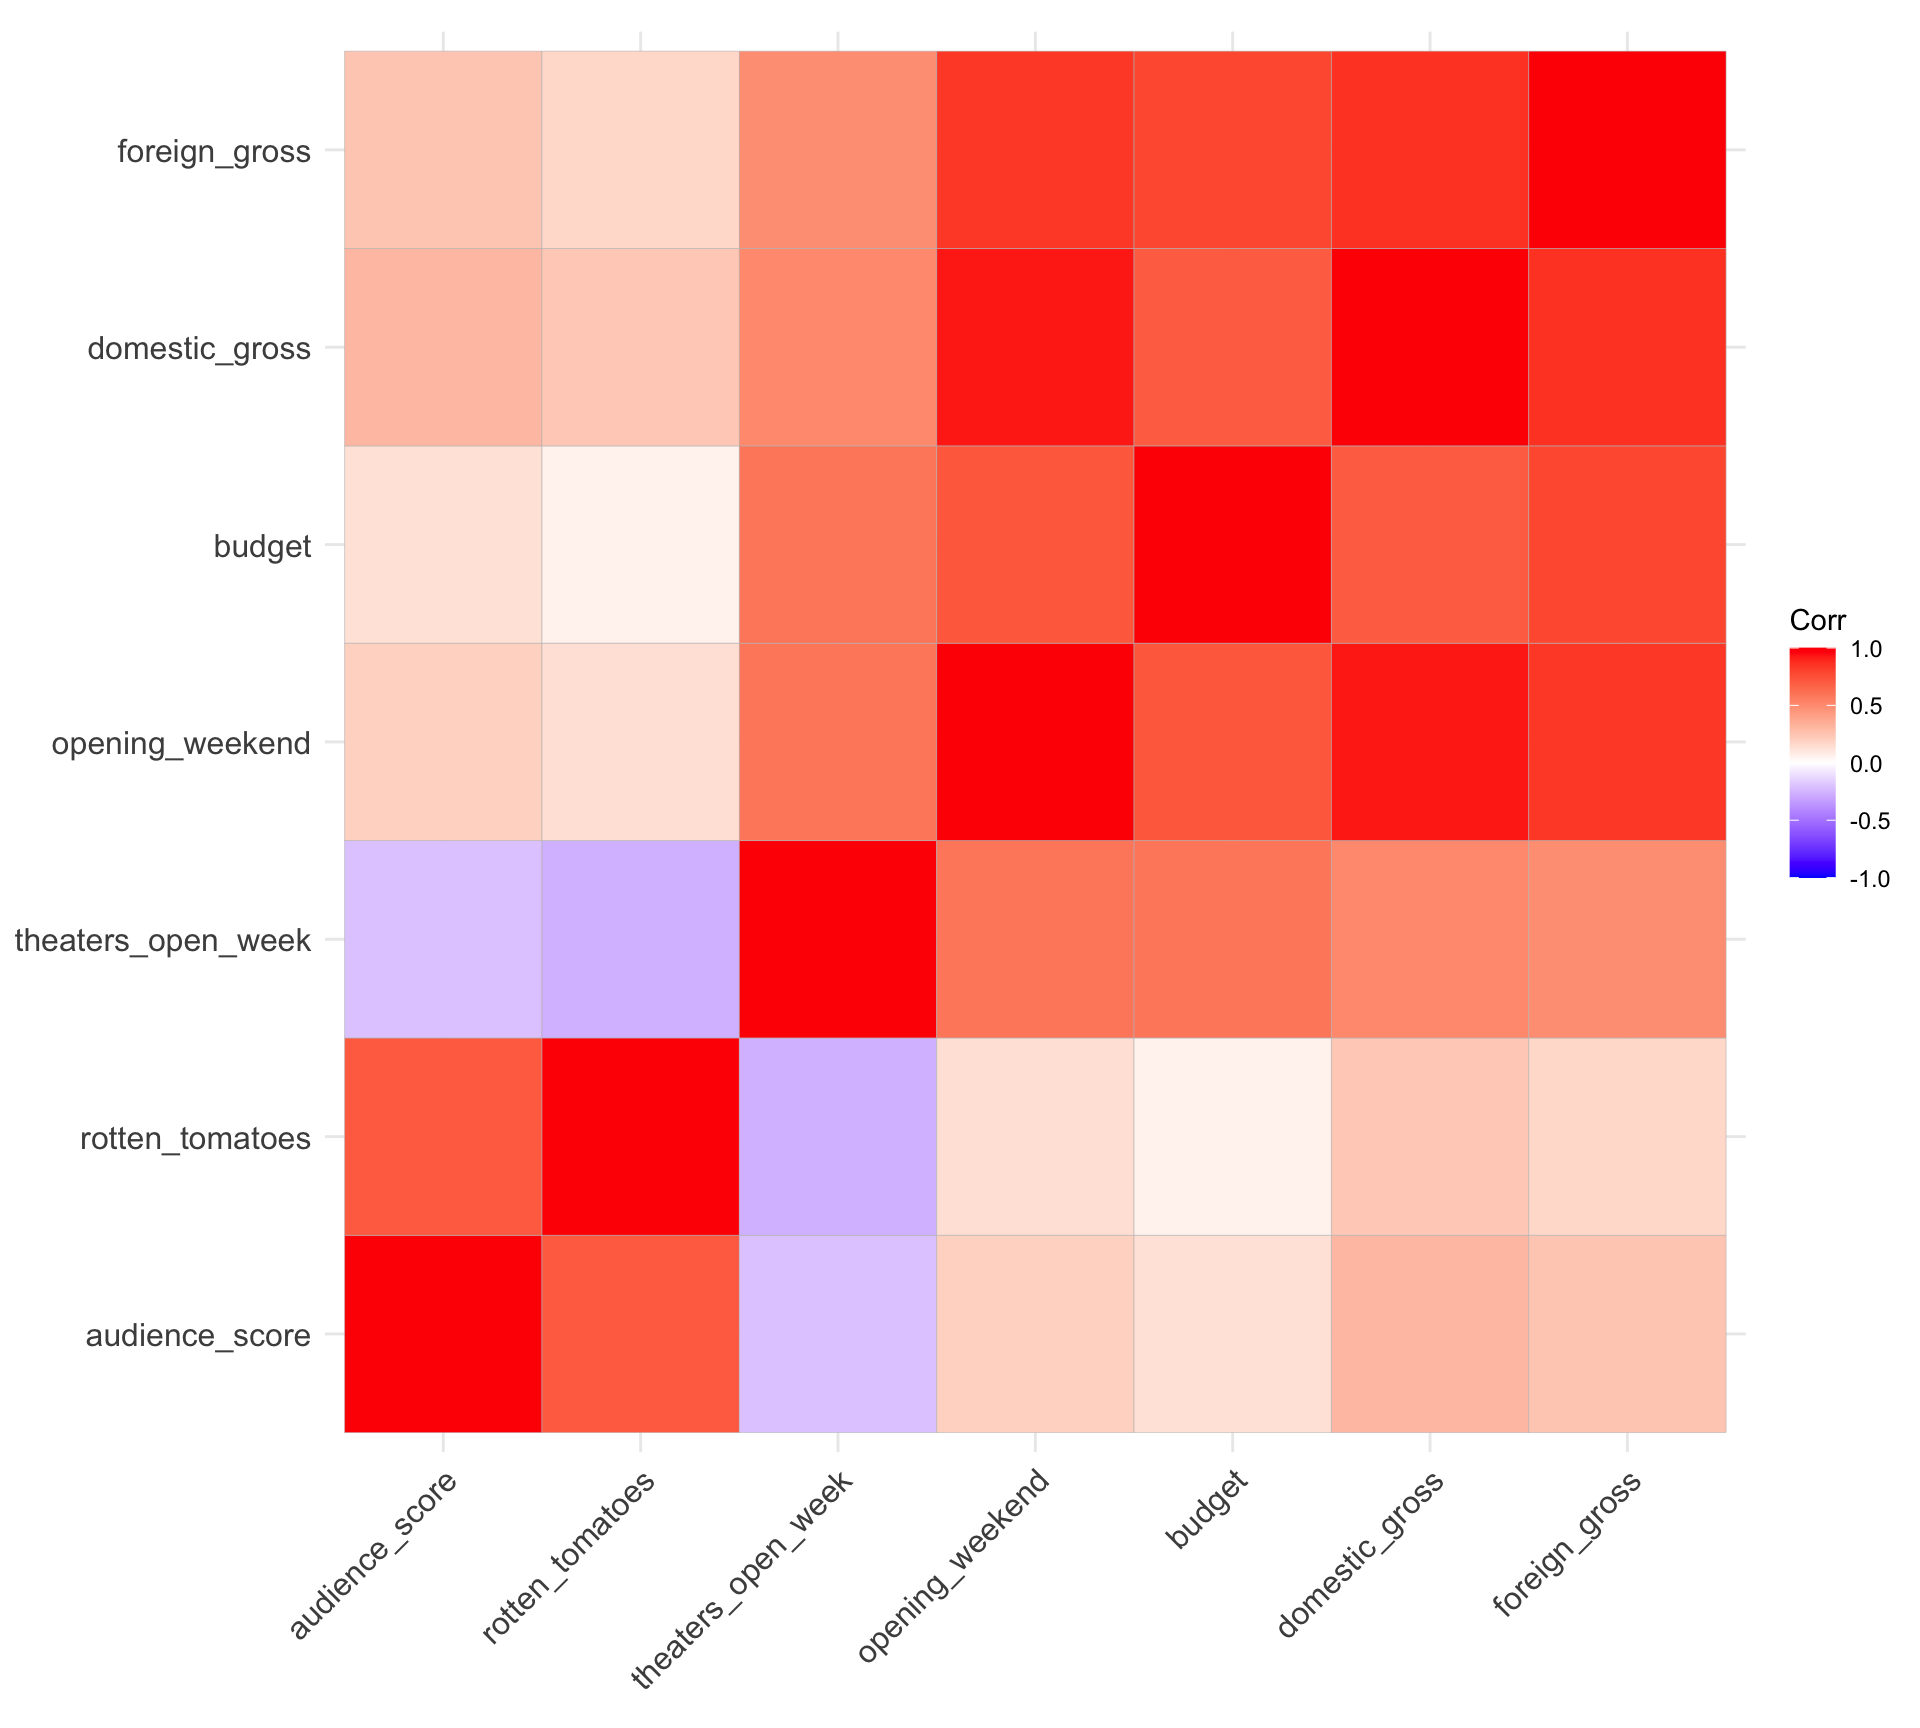 foreign_gross
domestic_gross
budget
opening_weekend
theaters_open_week
rotten_tomatoes
audience_score
audience_score
rotten_tomatoes
theaters_open_week
opening_weekend
budget
domestic_gross
foreign_gross
Corr
1.0
0.5
0.0
-0.5
-1.0